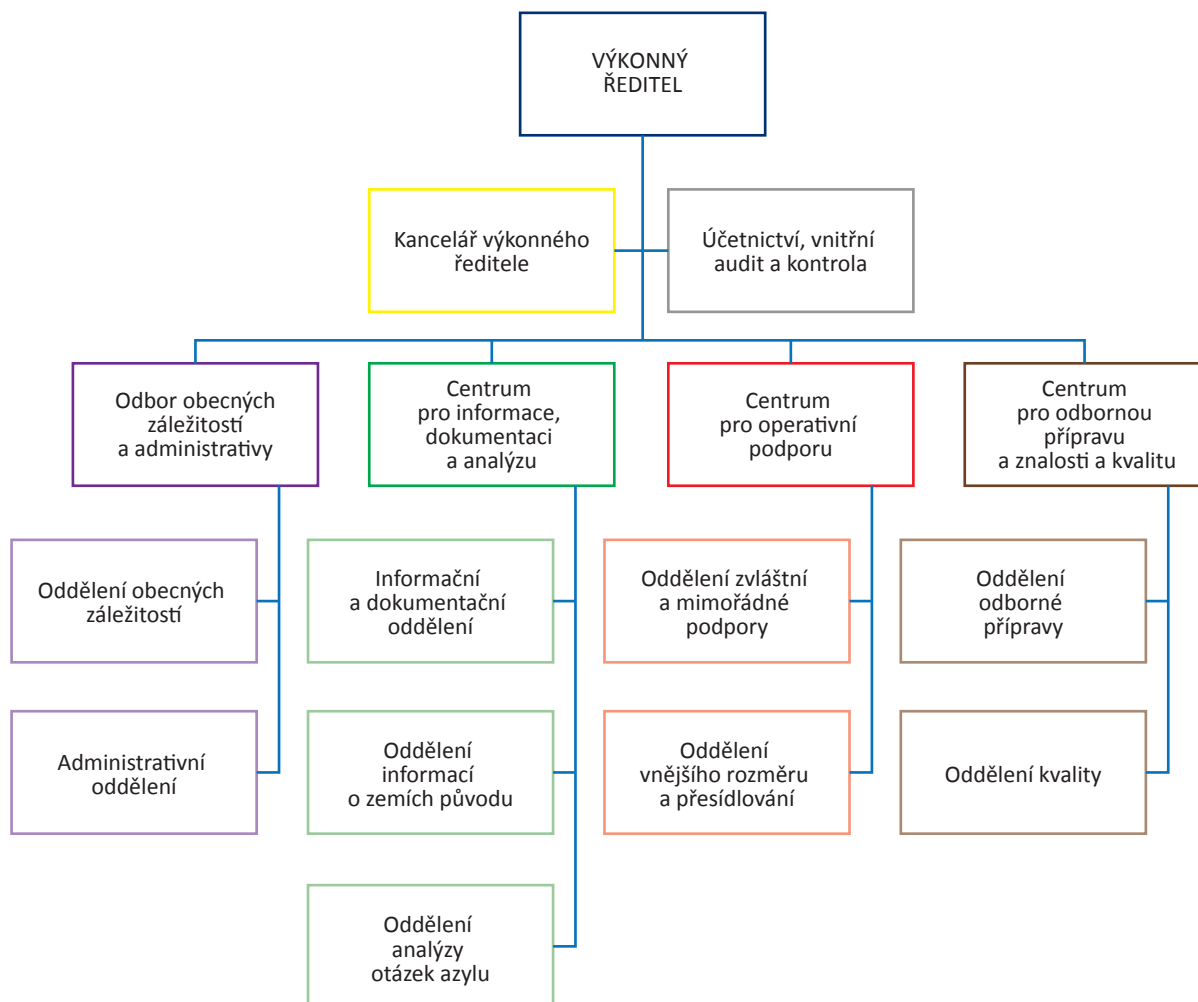 VÝKONNÝ
ŘEDITEL
Kancelář výkonného
ředitele
Účetnictví, vnitřní
audit a kontrola
Odbor obecných
záležitostí
a administrativy
Centrum
pro informace,
dokumentaci
a analýzu
Centrum
pro operativní
podporu
Centrum
pro odbornou
přípravu
a znalosti a kvalitu
Oddělení obecných
záležitostí
Informační
a dokumentační
oddělení
Oddělení zvláštní
a mimořádné
podpory
Oddělení
odborné
přípravy
Administrativní
oddělení
Oddělení
informací
o zemích původu
Oddělení
vnějšího rozměru
a přesídlování
Oddělení kvality
Oddělení
analýzy
otázek azylu